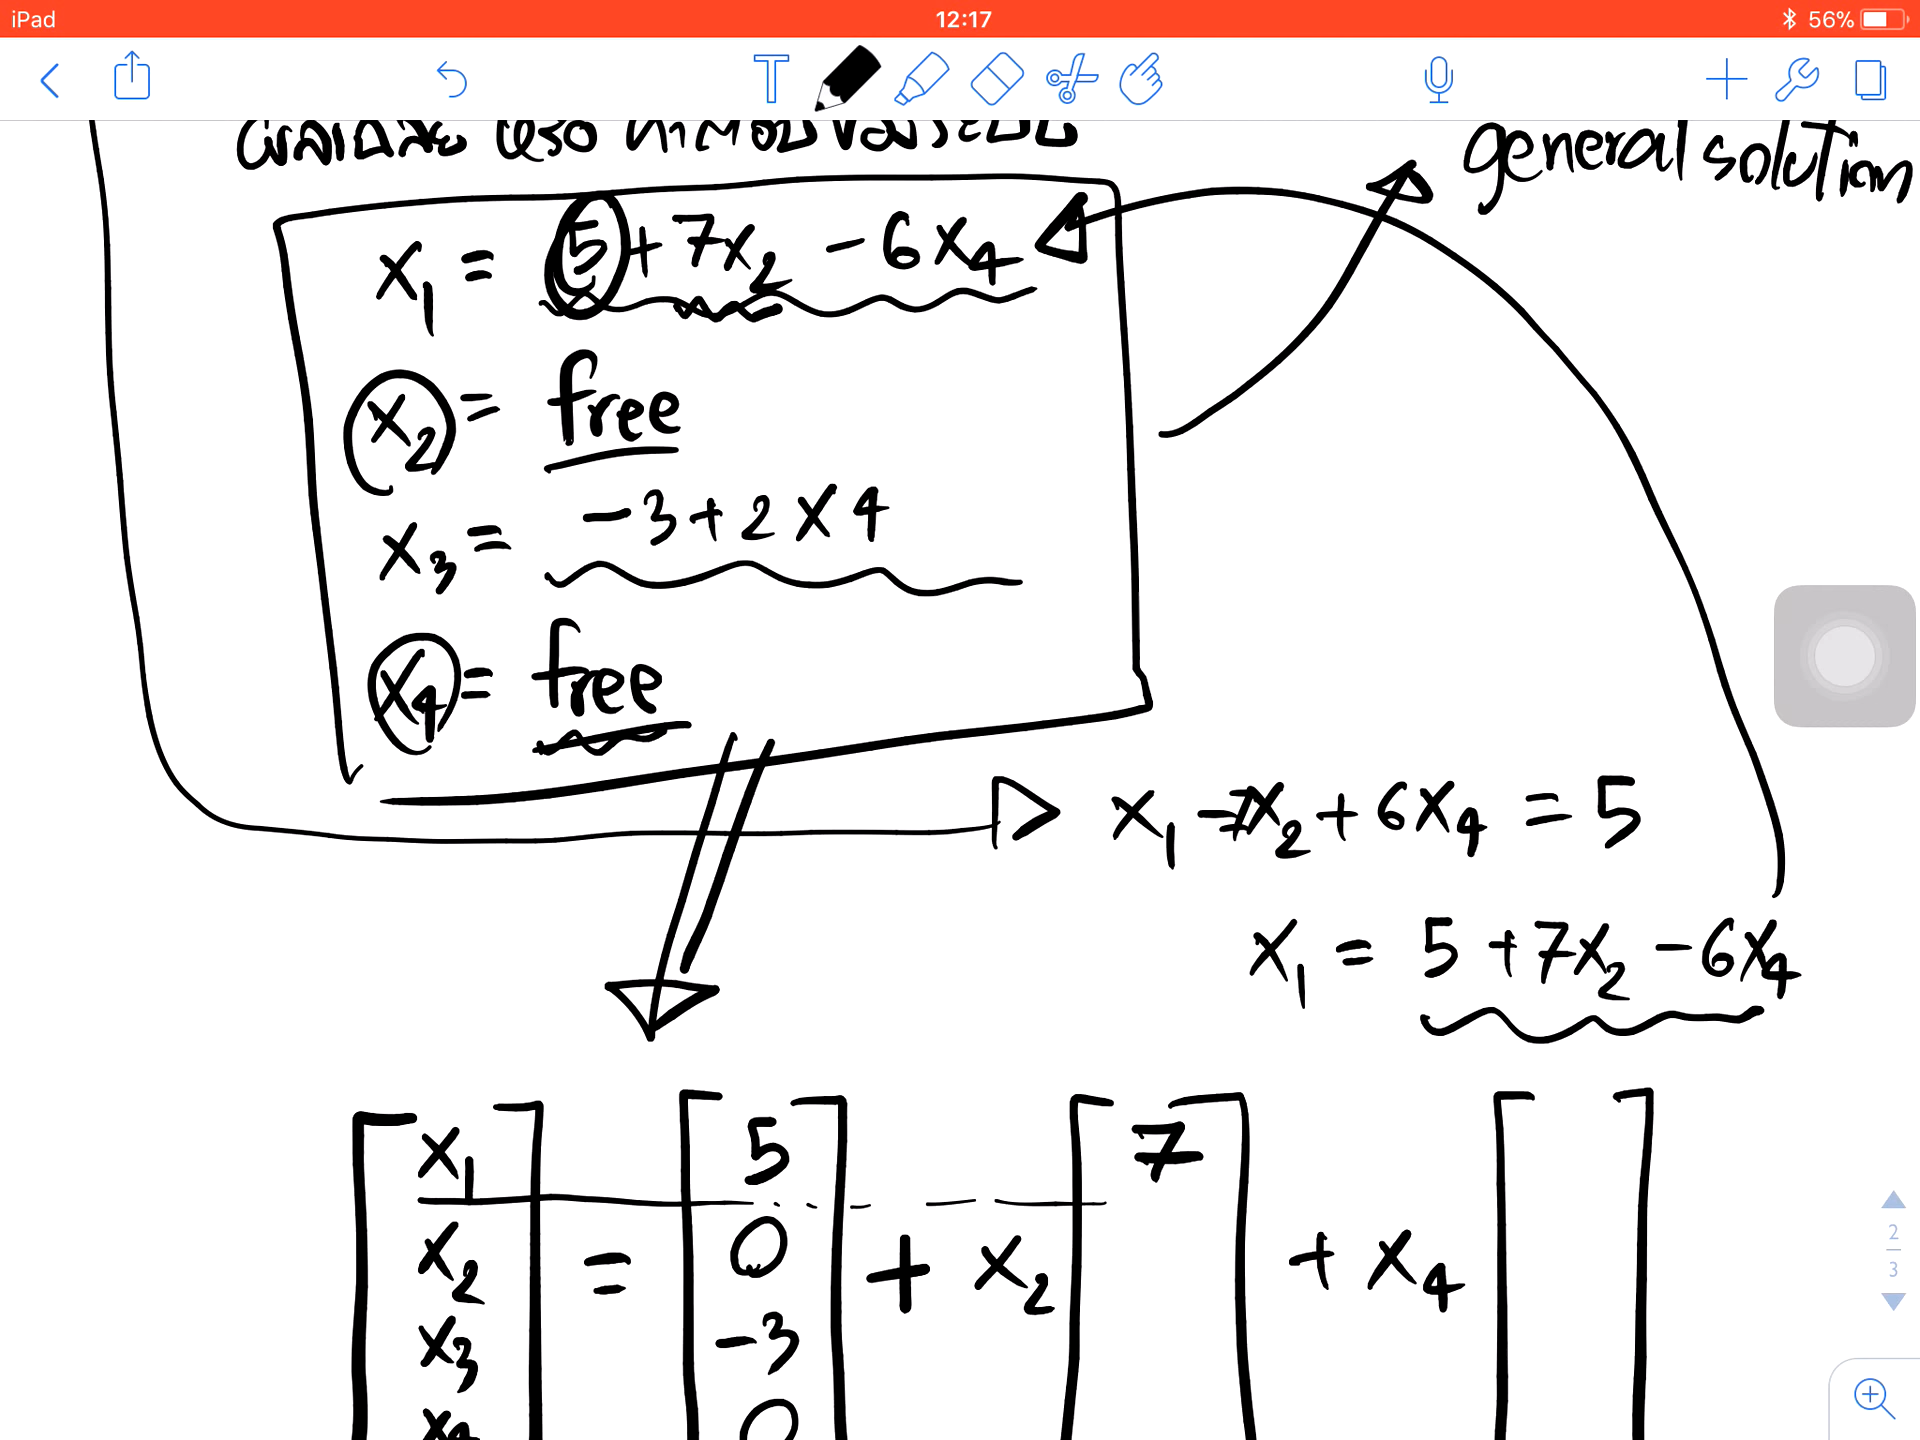 iPad 12:17 56%
general solution
x₁ = 5 + 7x₂ - 6x₄
x₂ = free
x₃ = -3 + 2x4
x₄ = free
x₁ - 7x₂ + 6x₄ = 5
x₁ = 5 + 7x₂ - 6x₄
x₁ 5 7
x₂ = 0 + x₂ + x₄
x₃ -3
x₄ 0
2
3